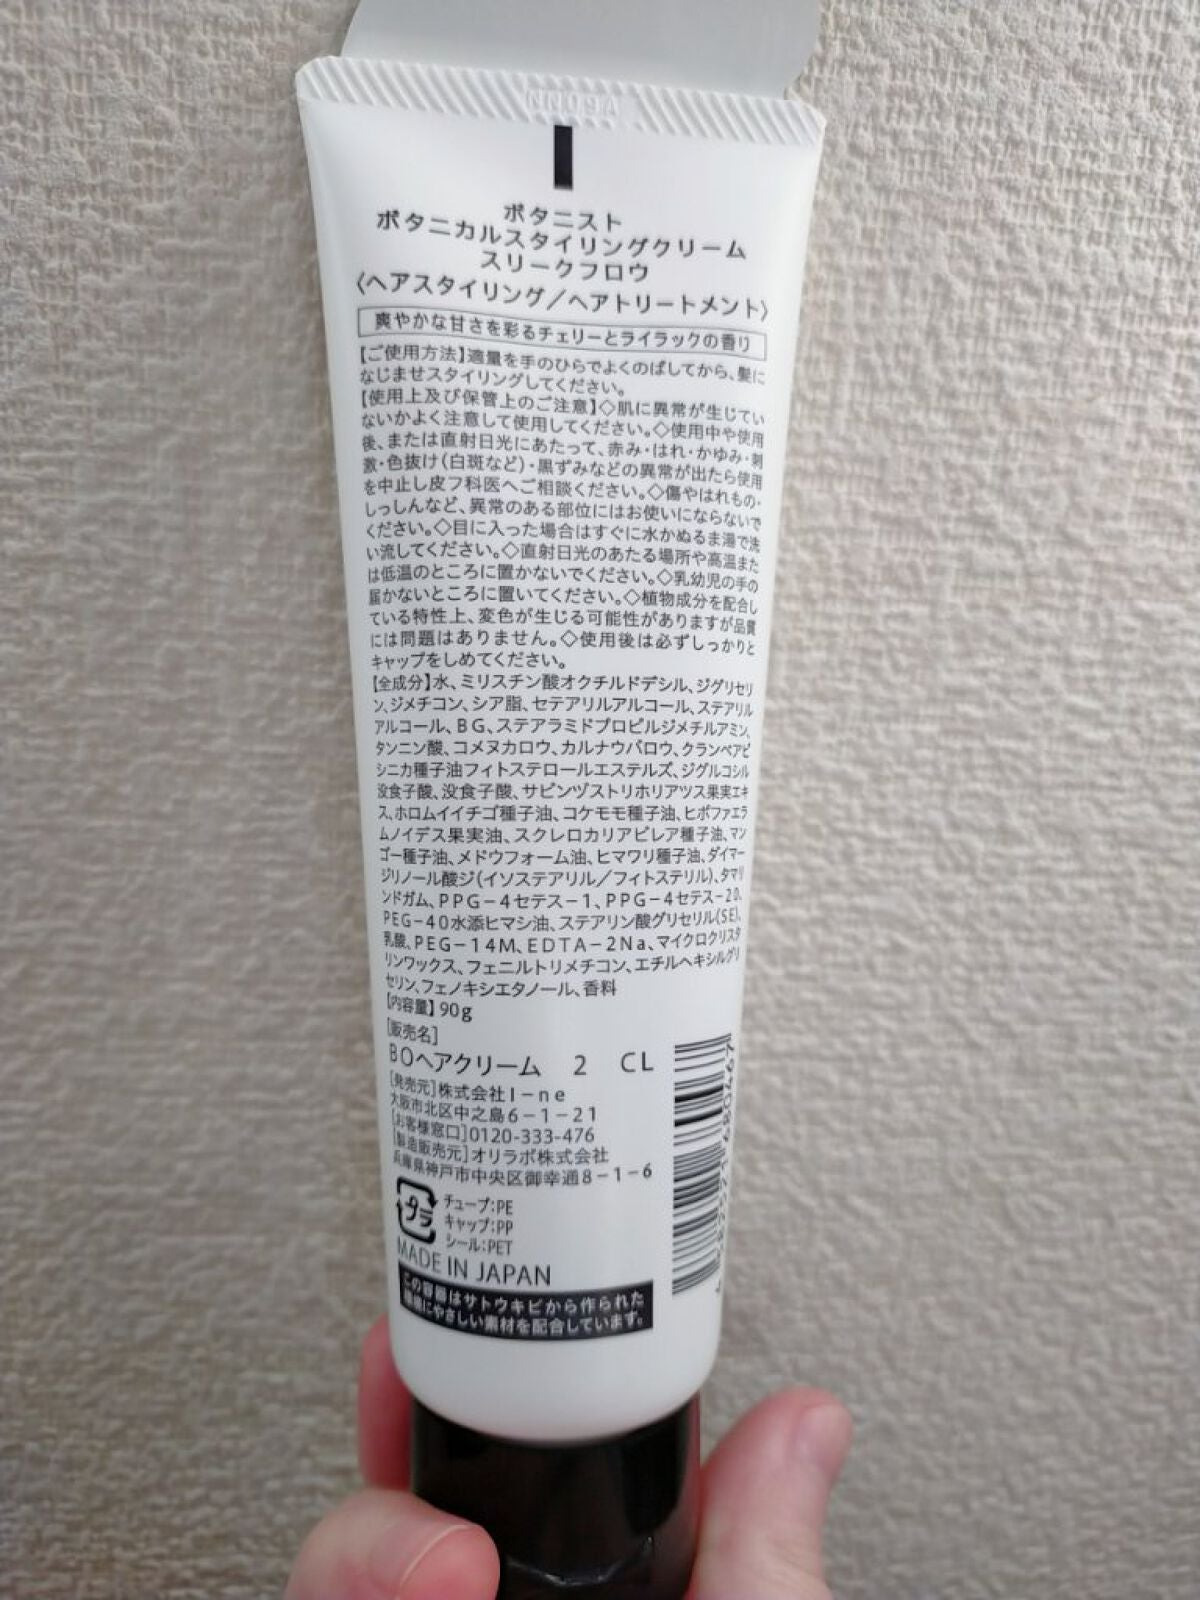 ボタニスト
ボタニカルスタイリングクリーム
スリークフロウ
〈ヘアスタイリング／ヘアトリートメント〉
爽やかな甘さを彩るチェリーとライラックの香り
【ご使用方法】適量を手のひらでよくのばしてから、髪に
なじませスタイリングしてください。
【使用上及び保管上のご注意】◇肌に異常が生じてい
ないかよく注意して使用してください。◇使用中や使用
後、または直射日光にあたって、赤み・はれ・かゆみ・刺
激・色抜け（白斑など）・黒ずみなどの異常が出たら使用
を中止し皮フ科医へご相談ください。◇傷やはれもの・
しっしんなど、異常のある部位にはお使いにならないで
ください。◇目に入った場合はすぐに水かぬるま湯で洗
い流してください。◇直射日光のあたる場所や高温また
は低温のところに置かないでください。◇乳幼児の手の
届かないところに置いてください。◇植物成分を配合し
ている特性上、変色が生じる可能性がありますが品質
には問題はありません。◇使用後は必ずしっかりと
キャップをしめてください。
【全成分】水、ミリスチン酸オクチルドデシル、ジグリセリ
ン、ジメチコン、シア脂、セテアリルアルコール、ステアリル
アルコール、BG、ステアラミドプロピルジメチルアミン、
タンニン酸、コメヌカロウ、カルナウバロウ、クランベアビ
シニカ種子油フィトステロールエステルズ、ジグルコシル
没食子酸、没食子酸、サピンヅストリホリアツス果実エキ
ス、ホロムイイチゴ種子油、コケモモ種子油、ヒポファエラ
ムノイデス果実油、スクレロカリアビレア種子油、マン
ゴー種子油、メドウフォーム油、ヒマワリ種子油、ダイマー
ジリノール酸ジ（イソステアリル／フィトステリル）、タマリ
ンドガム、PPG－4セテス－1、PPG－4セテス－20、
PEG－40水添ヒマシ油、ステアリン酸グリセリル（SE）、
乳酸、PEG－14M、EDTA－2Na、マイクロクリスタ
リンワックス、フェニルトリメチコン、エチルヘキシルグリ
セリン、フェノキシエタノール、香料
【内容量】90g
［販売名］
BOヘアクリーム 2 CL
［発売元］株式会社I－ne
大阪市北区中之島6－1－21
［お客様窓口］0120-333-476
［製造販売元］オリラボ株式会社
兵庫県神戸市中央区御幸通8－1－6
プラ
チューブ:PE
キャップ:PP
シール:PET
MADE IN JAPAN
この容器はサトウキビから作られた
環境にやさしい素材を配合しています。